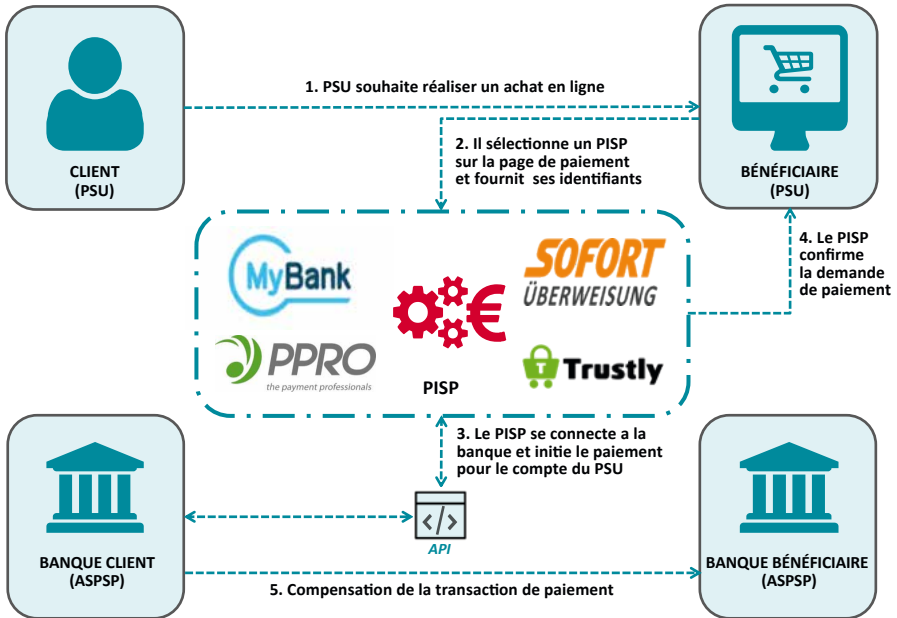 1. PSU souhaite réaliser un achat en ligne
CLIENT
(PSU)
2. Il sélectionne un PISP
sur la page de paiement
et fournit ses identifiants
BÉNÉFICIAIRE
(PSU)
MyBank
SOFORT
ÜBERWEISUNG
€
PPRO
the payment professionals
T
Trustly
PISP
4. Le PISP
confirme
la demande
de paiement
3. Le PISP se connecte a la
banque et initie le paiement
pour le compte du PSU
</>
API
BANQUE CLIENT
(ASPSP)
BANQUE BÉNÉFICIAIRE
(ASPSP)
5. Compensation de la transaction de paiement